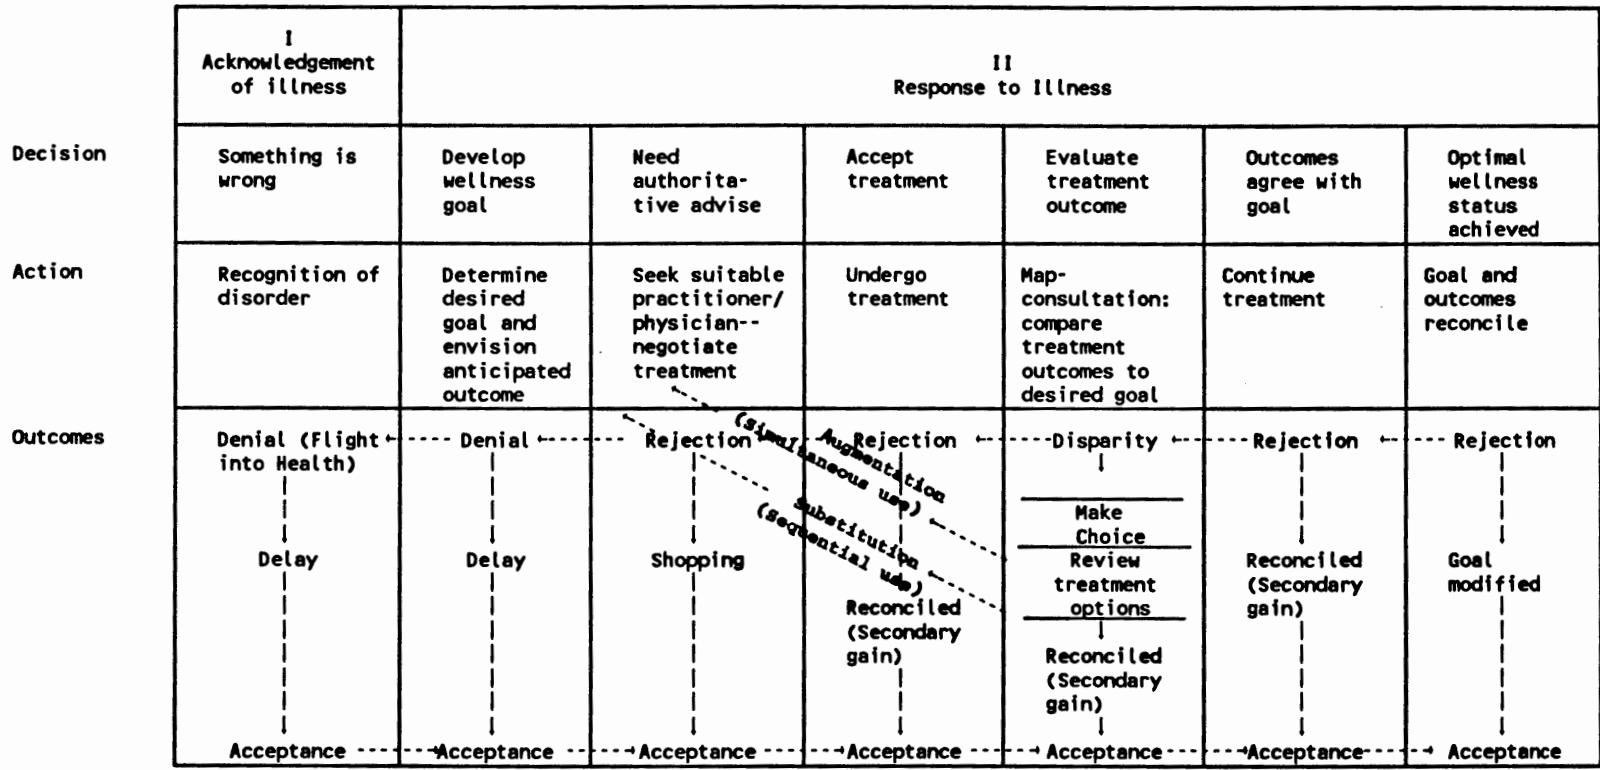 I
Acknowledgement
of illness
II
Response to Illness
Decision
Something is
wrong
Develop
wellness
goal
Need
authorita-
tive advise
Accept
treatment
Evaluate
treatment
outcome
Outcomes
agree with
goal
Optimal
wellness
status
achieved
Action
Recognition of
disorder
Determine
desired
goal and
envision
anticipated
outcome
Seek suitable
practitioner/
physician--
negotiate
treatment
Undergo
treatment
Map-
consultation:
compare
treatment
outcomes to
desired goal
Continue
treatment
Goal and
outcomes
reconcile
Outcomes
Denial (Flight
into Health)
Delay
Acceptance
Denial
Delay
Acceptance
Rejection
Shopping
Acceptance
Augmentation
(Simultaneous use)
Substitution
(Sequential use)
Rejection
Reconciled
(Secondary
gain)
Acceptance
Disparity
Make
Choice
Review
treatment
options
Reconciled
(Secondary
gain)
Acceptance
Rejection
Reconciled
(Secondary
gain)
Acceptance
Rejection
Goal
modified
Acceptance